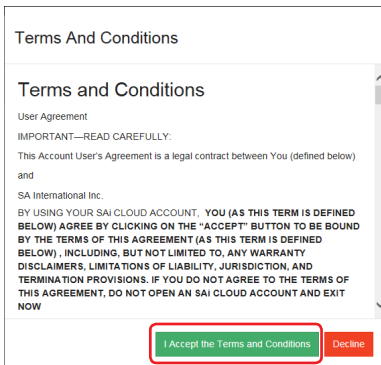 Terms And Conditions
Terms and Conditions
User Agreement
IMPORTANT—READ CAREFULLY:
This Account User's Agreement is a legal contract between You (defined below)
and
SA International Inc.
BY USING YOUR SAi CLOUD ACCOUNT, YOU (AS THIS TERM IS DEFINED
BELOW) AGREE BY CLICKING ON THE “ACCEPT” BUTTON TO BE BOUND
BY THE TERMS OF THIS AGREEMENT (AS THIS TERM IS DEFINED
BELOW) , INCLUDING, BUT NOT LIMITED TO, ANY WARRANTY
DISCLAIMERS, LIMITATIONS OF LIABILITY, JURISDICTION, AND
TERMINATION PROVISIONS. IF YOU DO NOT AGREE TO THE TERMS OF
THIS AGREEMENT, DO NOT OPEN AN SAi CLOUD ACCOUNT AND EXIT
NOW
I Accept the Terms and Conditions
Decline